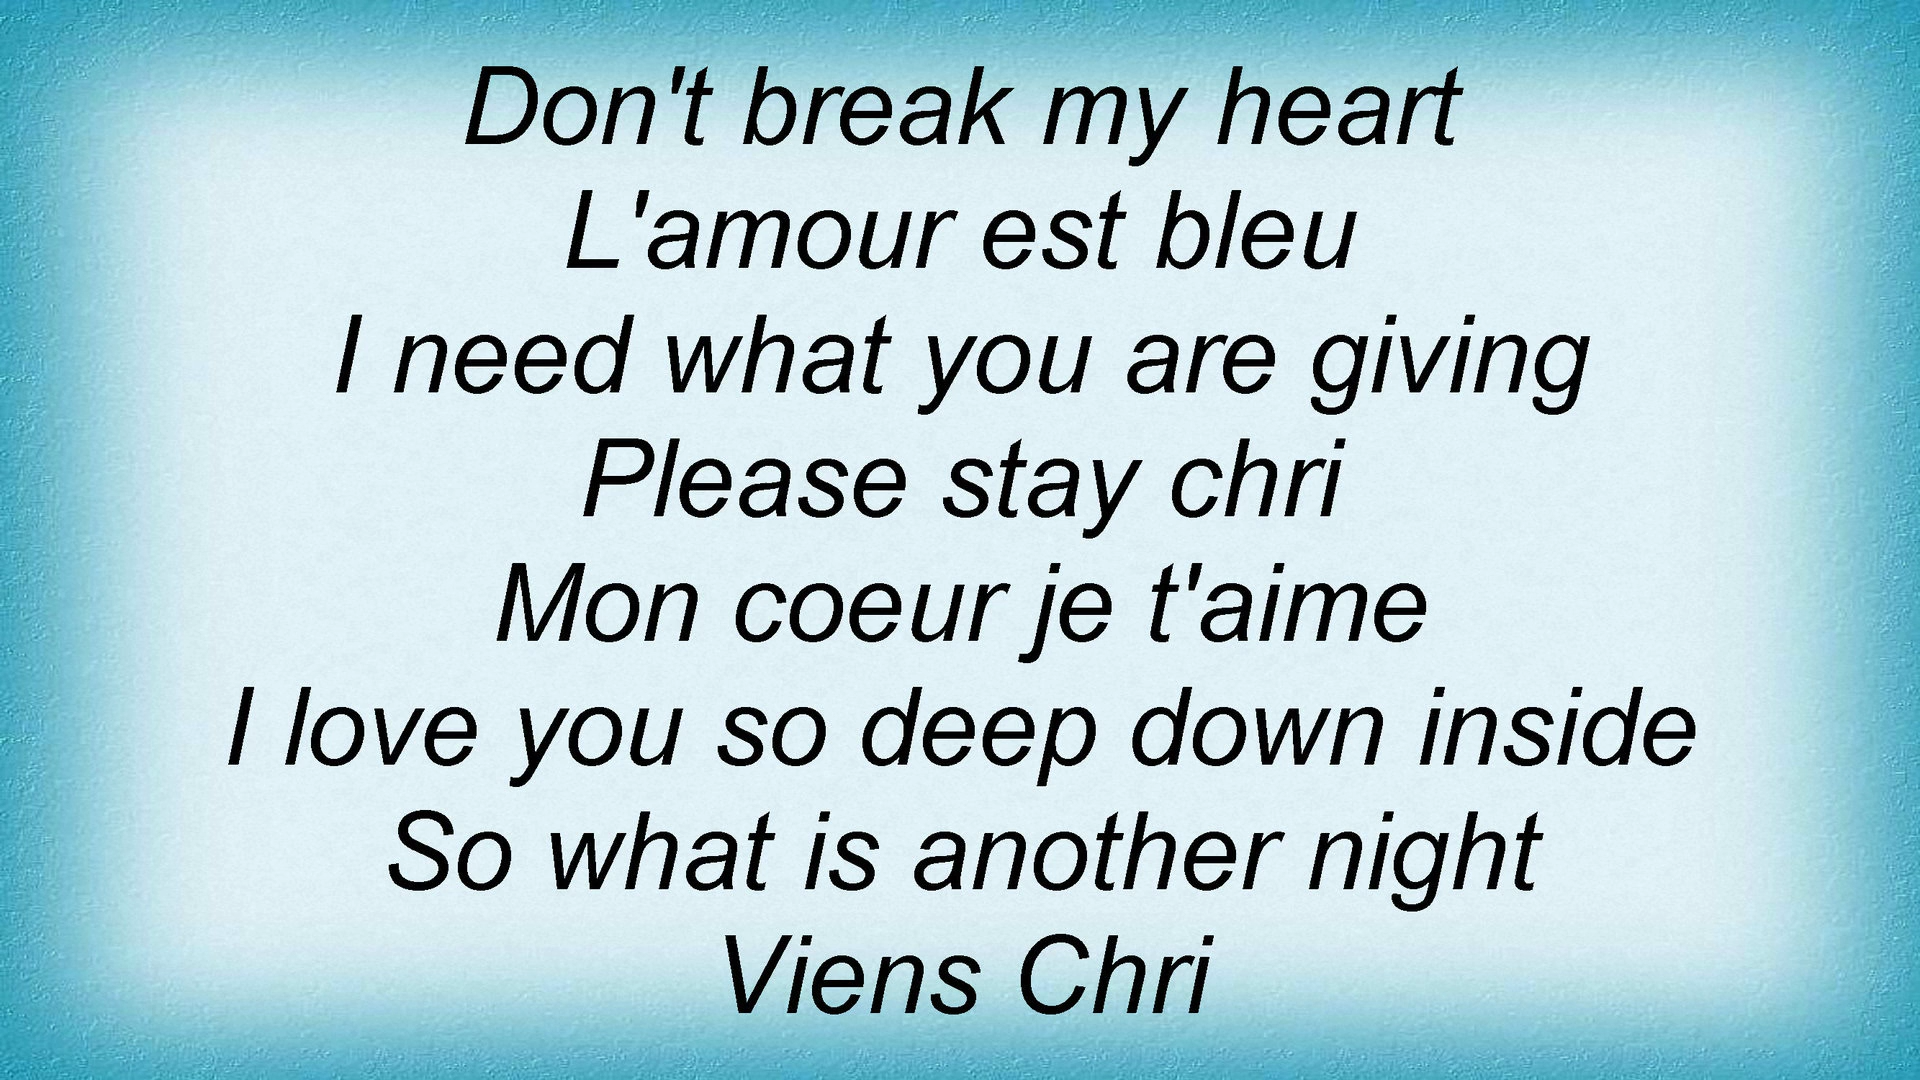 Don't break my heart
L'amour est bleu
I need what you are giving
Please stay chri
Mon coeur je t'aime
I love you so deep down inside
So what is another night
Viens Chri